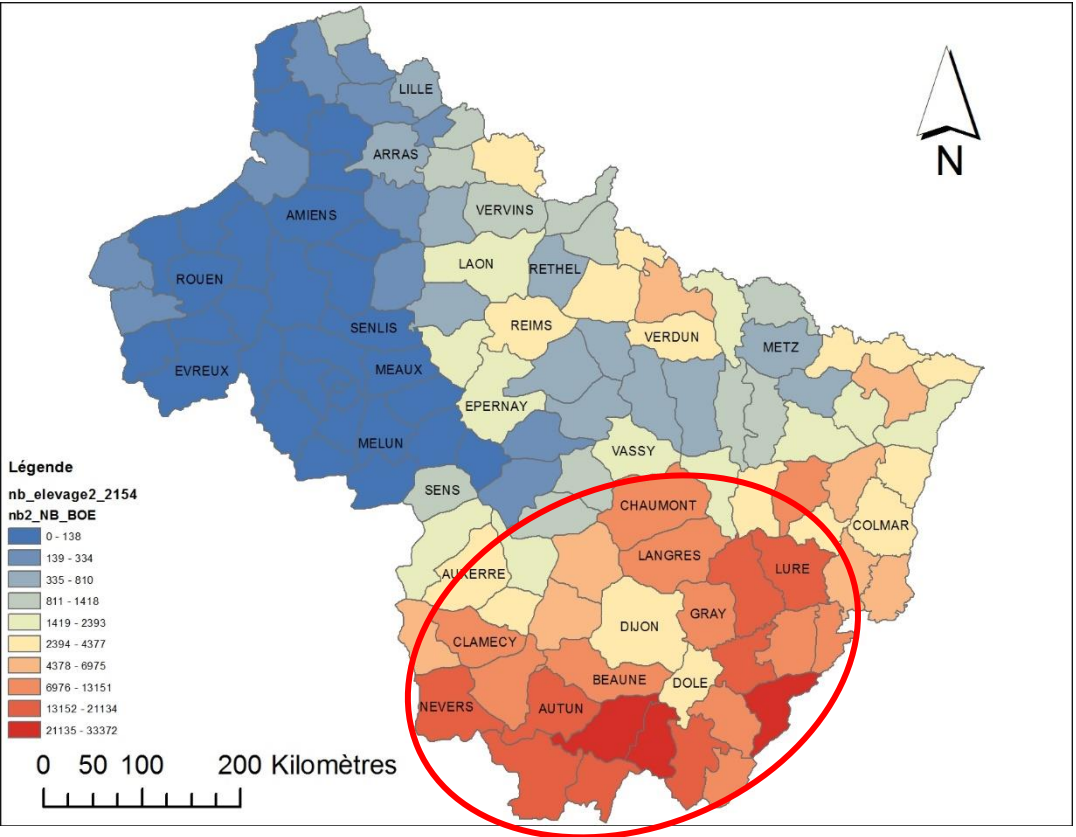 LILLE
ARRAS
N
VERVINS
AMIENS
LAON
RETHEL
ROUEN
SENLIS
REIMS
VERDUN
METZ
EVREUX
MEAUX
EPERNAY
MELUN
VASSY
Légende
nb_elevage2_2154
nb2_NB_BOE
0 - 138
139 - 334
335 - 810
811 - 1418
1419 - 2393
2394 - 4377
4378 - 6975
6976 - 13151
13152 - 21134
21135 - 33372
SENS
CHAUMONT
COLMAR
LANGRES
LURE
AUXERRE
GRAY
DIJON
CLAMECY
BEAUNE
DOLE
NEVERS
AUTUN
0 50 100 200 Kilomètres